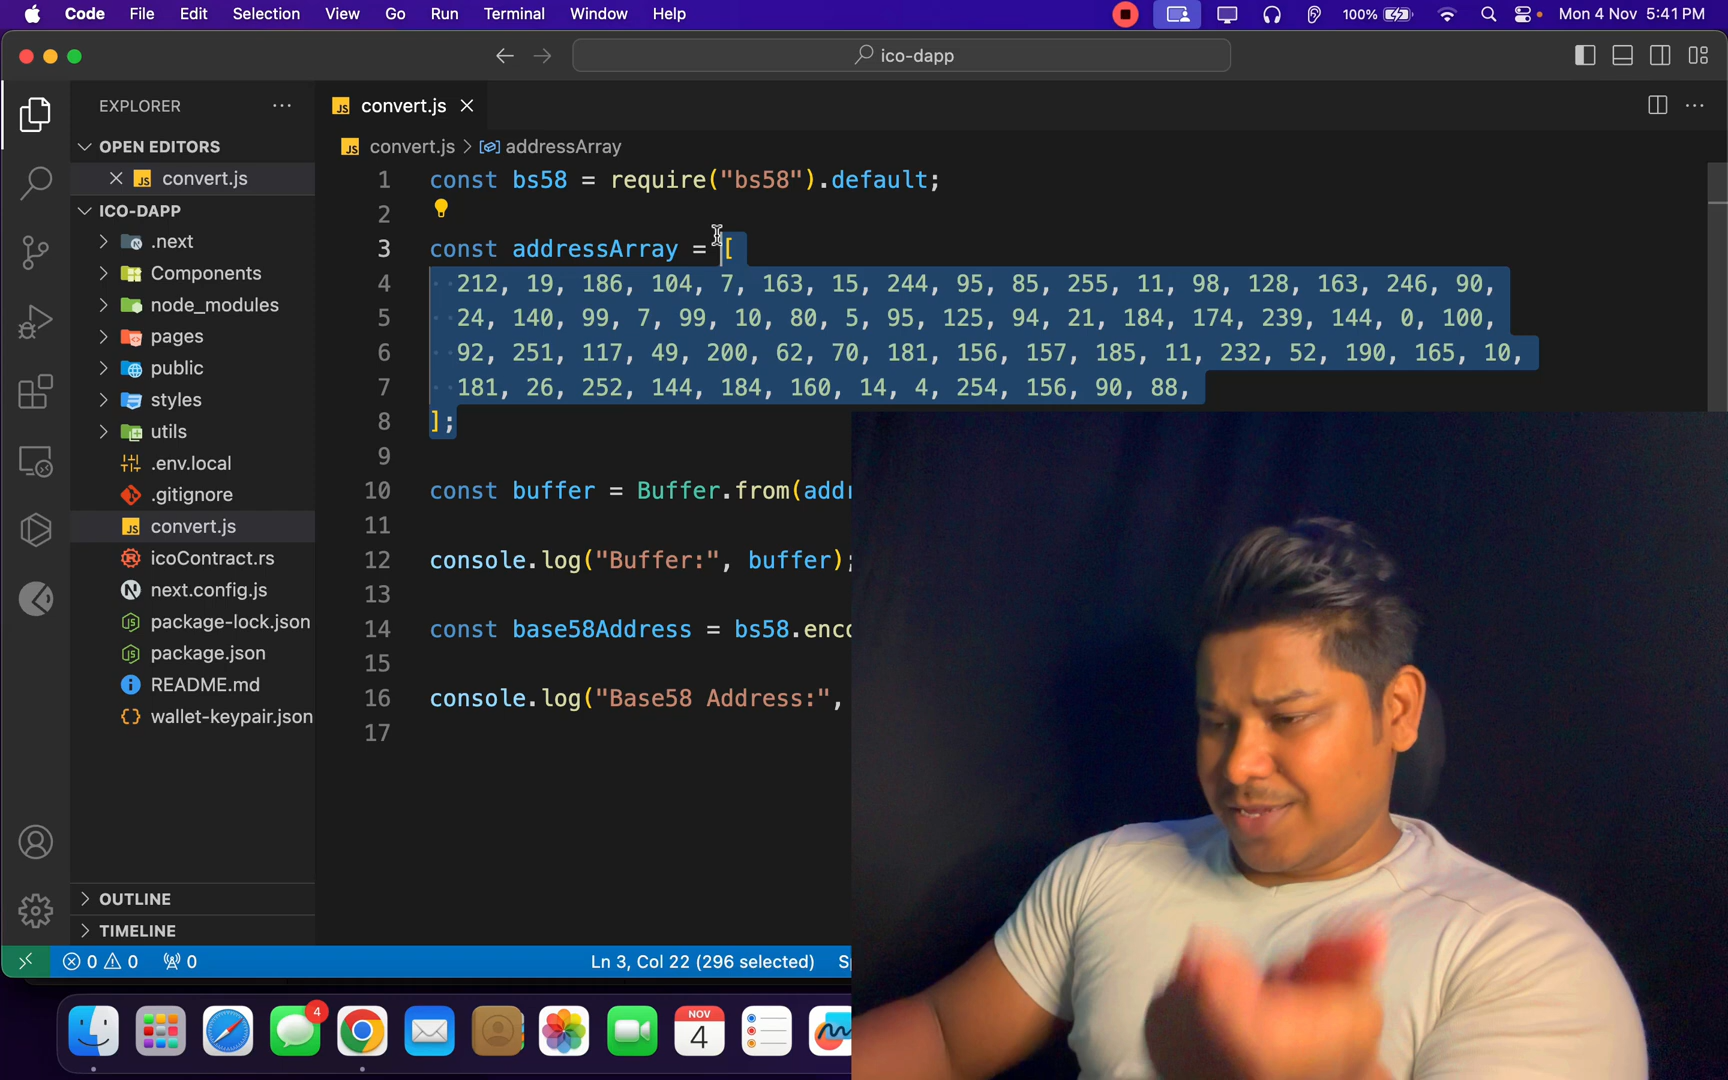 Code File Edit Selection View Go Run Terminal Window Help 100% Mon 4 Nov 5:41 PM
ico-dapp
EXPLORER
convert.js
OPEN EDITORS
convert.js
convert.js > addressArray
ICO-DAPP
.next
Components
node_modules
pages
public
styles
utils
.env.local
.gitignore
convert.js
icoContract.rs
next.config.js
package-lock.json
package.json
README.md
wallet-keypair.json
OUTLINE
TIMELINE
1 const bs58 = require("bs58").default;
2
3 const addressArray = [
4 212, 19, 186, 104, 7, 163, 15, 244, 95, 85, 255, 11, 98, 128, 163, 246, 90,
5 24, 140, 99, 7, 99, 10, 80, 5, 95, 125, 94, 21, 184, 174, 239, 144, 0, 100,
6 92, 251, 117, 49, 200, 62, 70, 181, 156, 157, 185, 11, 232, 52, 190, 165, 10,
7 181, 26, 252, 144, 184, 160, 14, 4, 254, 156, 90, 88,
8 ];
9
10 const buffer = Buffer.from(addr
11
12 console.log("Buffer:", buffer);
13
14 const base58Address = bs58.enco
15
16 console.log("Base58 Address:",
17
0 0 0
Ln 3, Col 22 (296 selected)
4
NOV
4